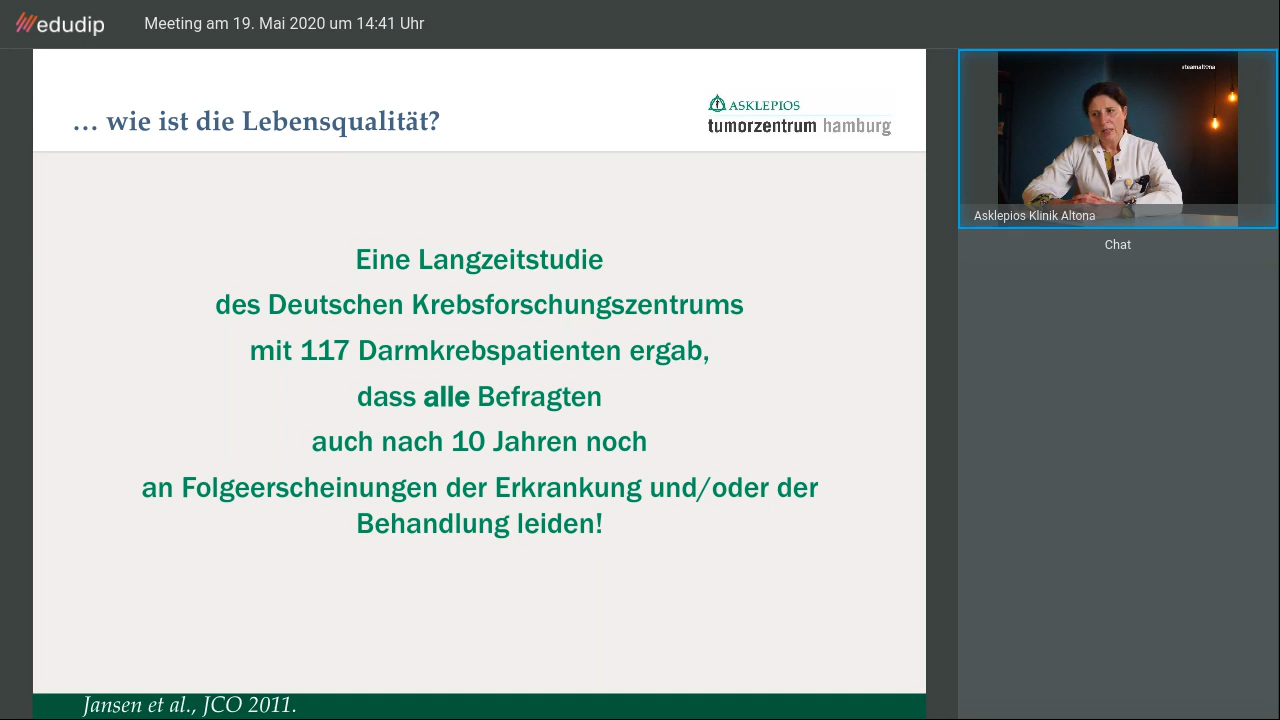 edudip
Meeting am 19. Mai 2020 um 14:41 Uhr
... wie ist die Lebensqualität?
ASKLEPIOS
tumorzentrum hamburg
Eine Langzeitstudie
des Deutschen Krebsforschungszentrums
mit 117 Darmkrebspatienten ergab,
dass alle Befragten
auch nach 10 Jahren noch
an Folgeerscheinungen der Erkrankung und/oder der
Behandlung leiden!
Jansen et al., JCO 2011.
#teamaltona
Asklepios Klinik Altona
Chat